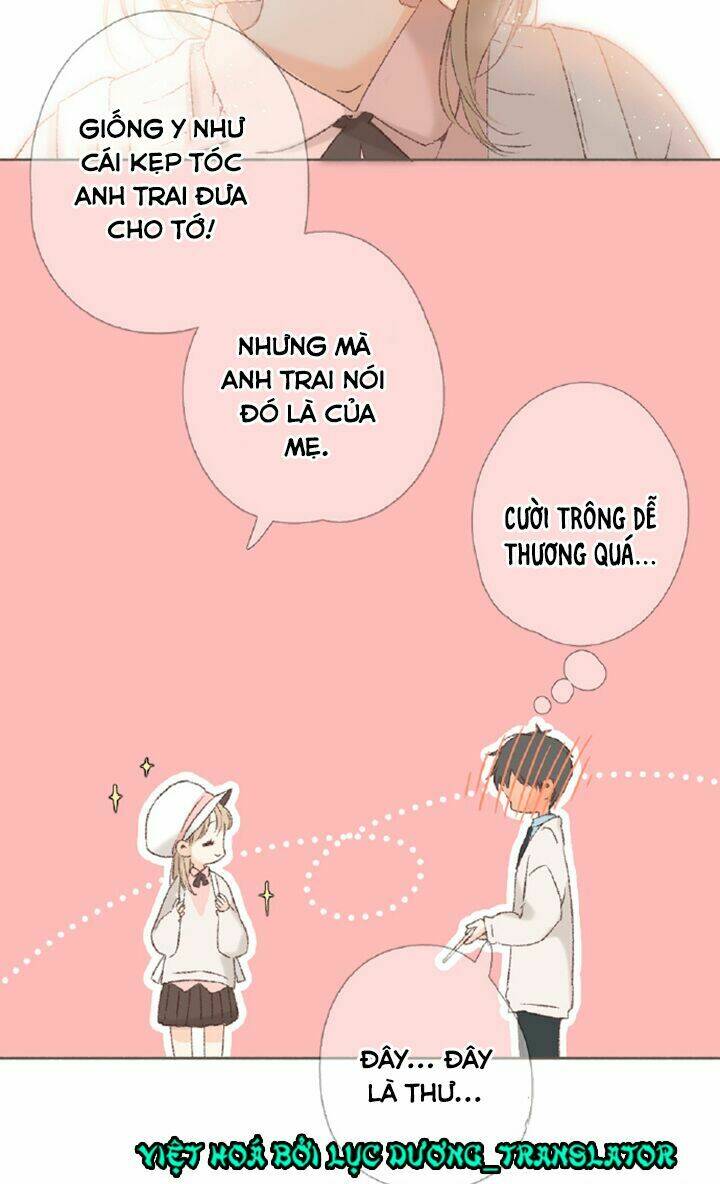 GIỐNG Y NHƯ
CÁI KẸP TÓC
ANH TRAI ĐƯA
CHO TỚ!
NHƯNG MÀ
ANH TRAI NÓI
ĐÓ LÀ CỦA
MẸ.
CƯỜI TRÔNG DỄ
THƯƠNG QUÁ...
ĐÂY... ĐÂY
LÀ THƯ...
VIỆT HOÁ BỞI LỤC DƯƠNG_TRANSLATOR